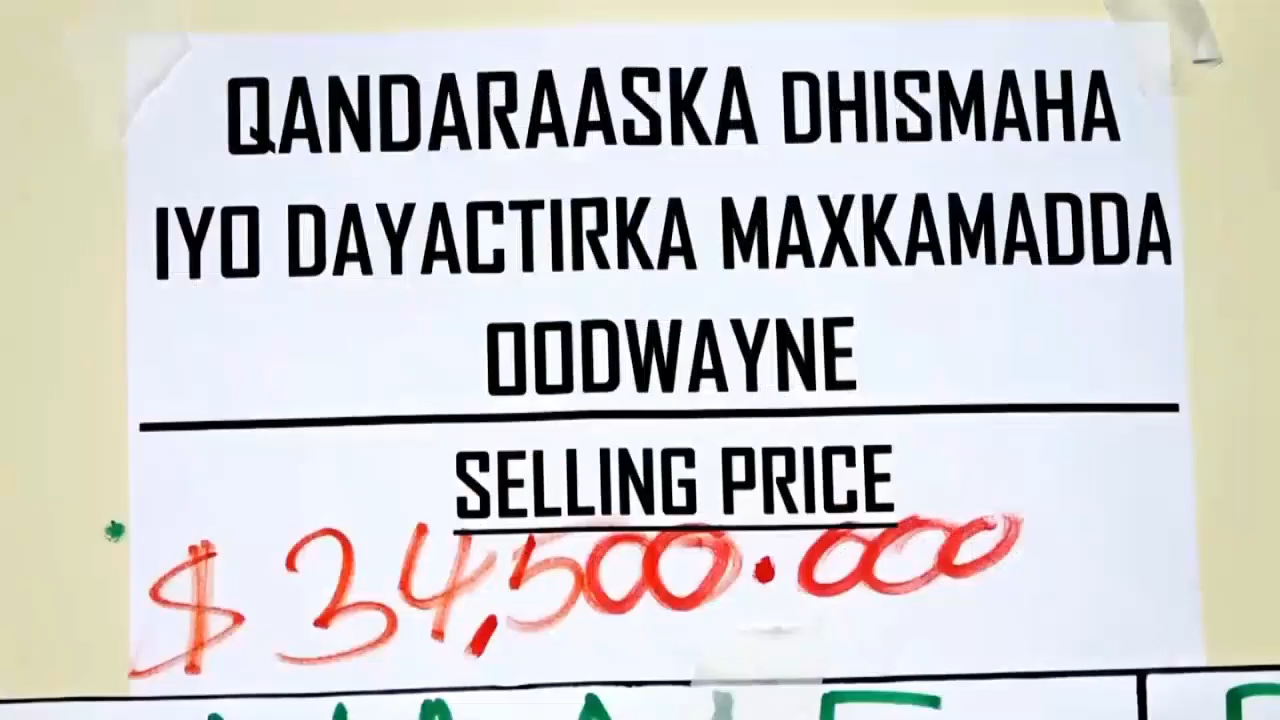 QANDARAASKA DHISMAHA
IYO DAYACTIRKA MAXKAMADDA
OODWAYNE
SELLING PRICE
$ 34,500.000